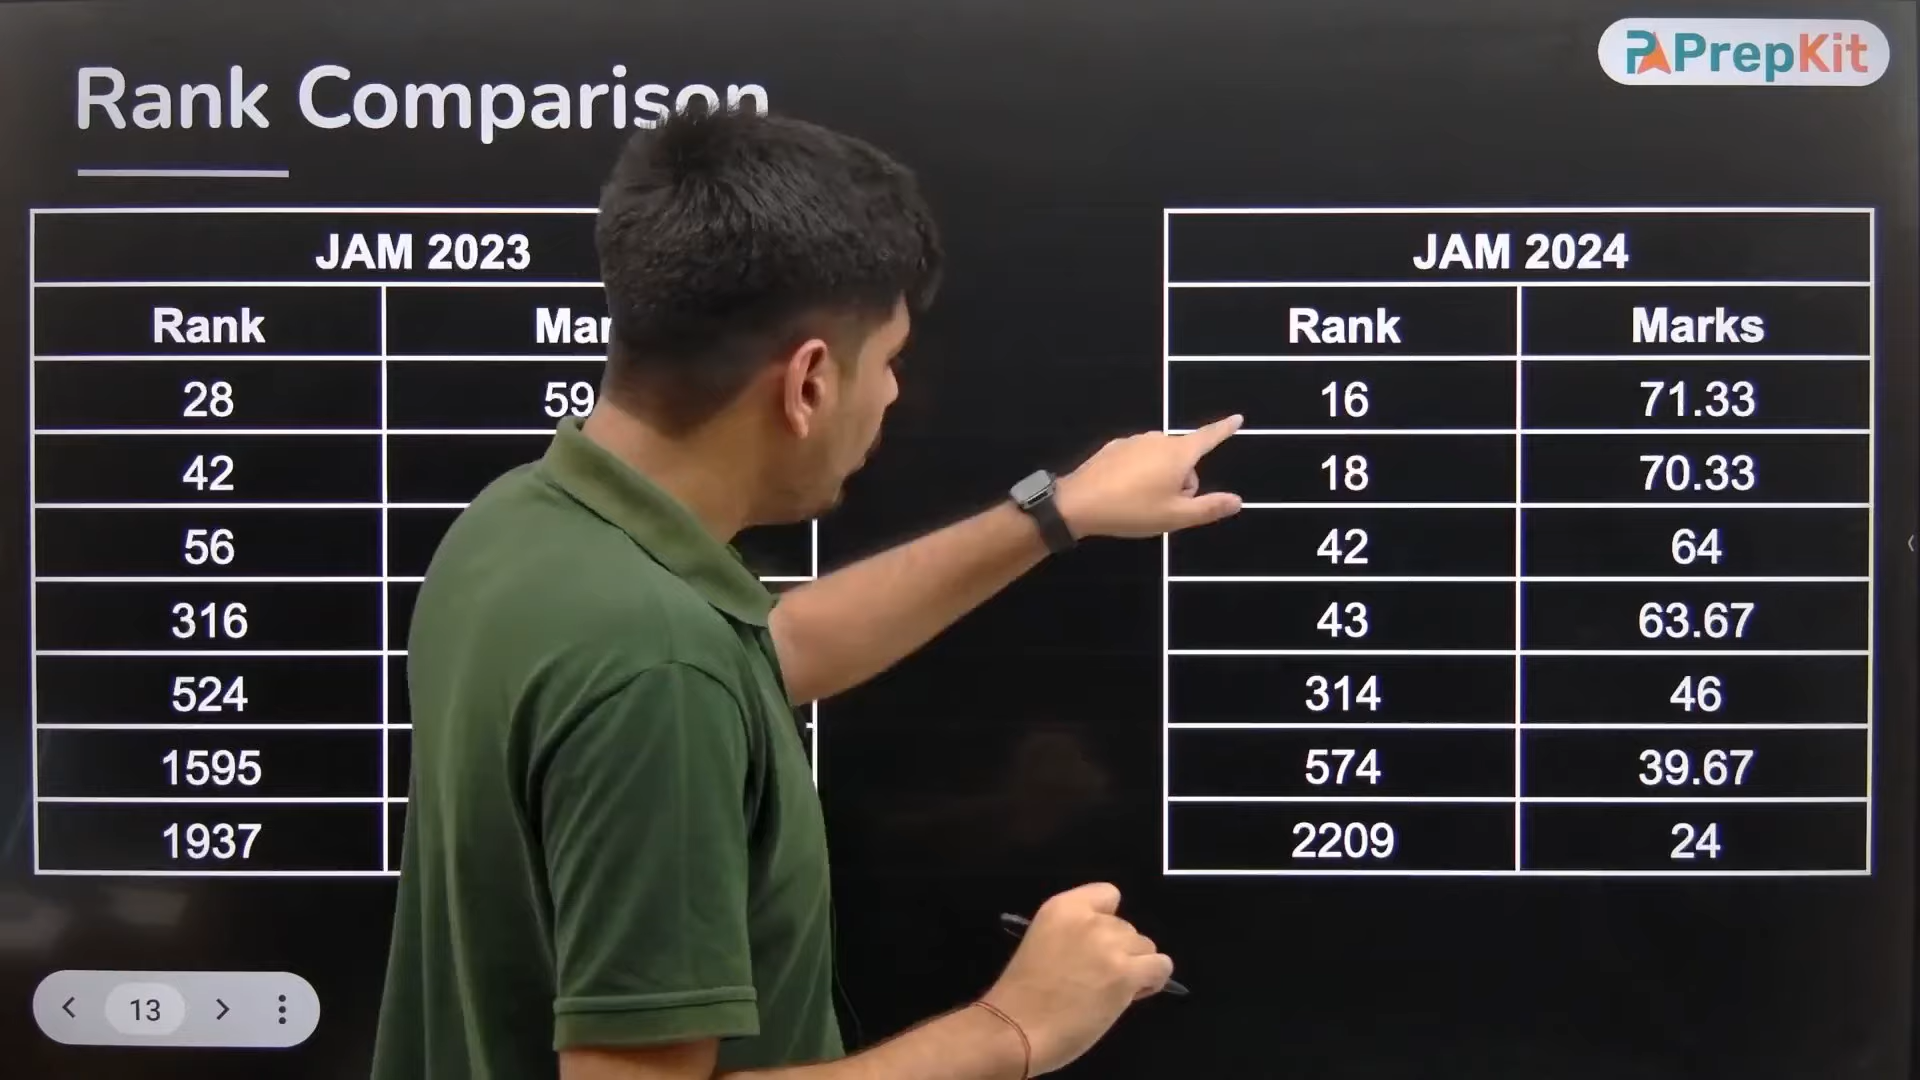 PrepKit
Rank Comparison
JAM 2023
Rank
28 59
42
56
316
524
1595
1937
JAM 2024
Rank Marks
16 71.33
18 70.33
42 64
43 63.67
314 46
574 39.67
2209 24
13